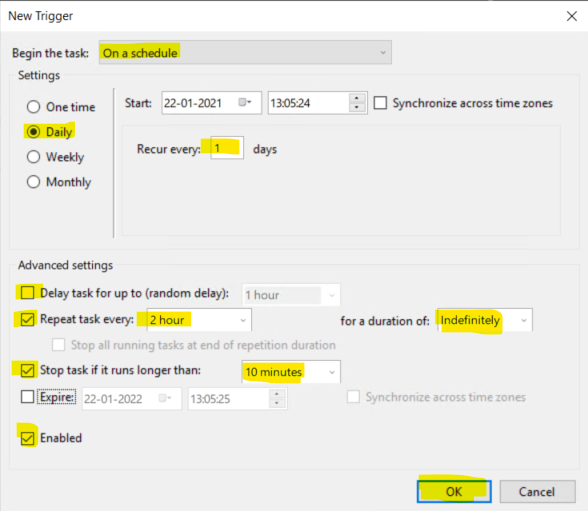 New Trigger
Begin the task: On a schedule
Settings
One time
Daily
Weekly
Monthly
Start: 22-01-2021 13:05:24 Synchronize across time zones
Recur every: 1 days
Advanced settings
Delay task for up to (random delay): 1 hour
Repeat task every: 2 hour for a duration of: Indefinitely
Stop all running tasks at end of repetition duration
Stop task if it runs longer than: 10 minutes
Expire: 22-01-2022 13:05:25 Synchronize across time zones
Enabled
OK Cancel